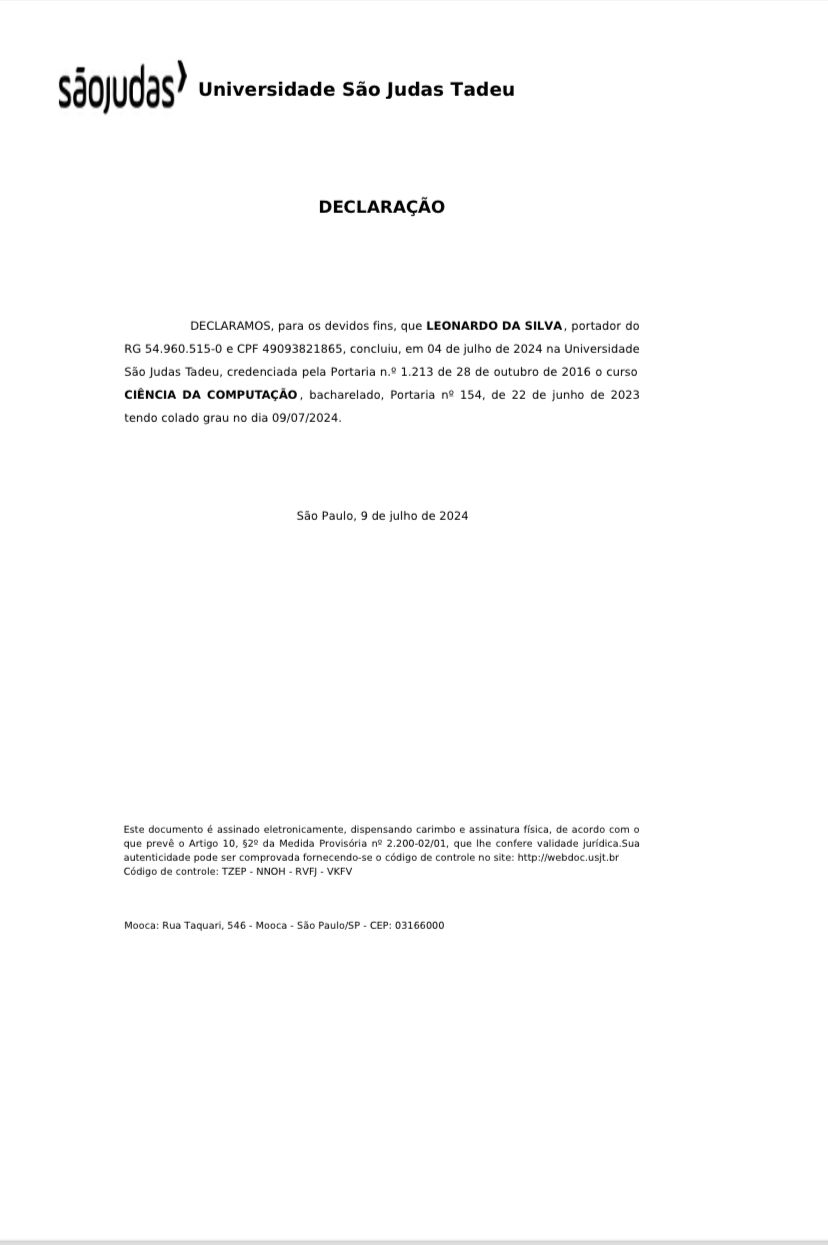 sãojudas Universidade São Judas Tadeu
DECLARAÇÃO
DECLARAMOS, para os devidos fins, que LEONARDO DA SILVA, portador do
RG 54.960.515-0 e CPF 49093821865, concluiu, em 04 de julho de 2024 na Universidade
São Judas Tadeu, credenciada pela Portaria n.º 1.213 de 28 de outubro de 2016 o curso
CIÊNCIA DA COMPUTAÇÃO, bacharelado, Portaria nº 154, de 22 de junho de 2023
tendo colado grau no dia 09/07/2024.
São Paulo, 9 de julho de 2024
Este documento é assinado eletronicamente, dispensando carimbo e assinatura física, de acordo com o
que prevê o Artigo 10, §2º da Medida Provisória nº 2.200-02/01, que lhe confere validade jurídica.Sua
autenticidade pode ser comprovada fornecendo-se o código de controle no site: http://webdoc.usjt.br
Código de controle: TZEP - NNOH - RVFJ - VKFV
Mooca: Rua Taquari, 546 - Mooca - São Paulo/SP - CEP: 03166000